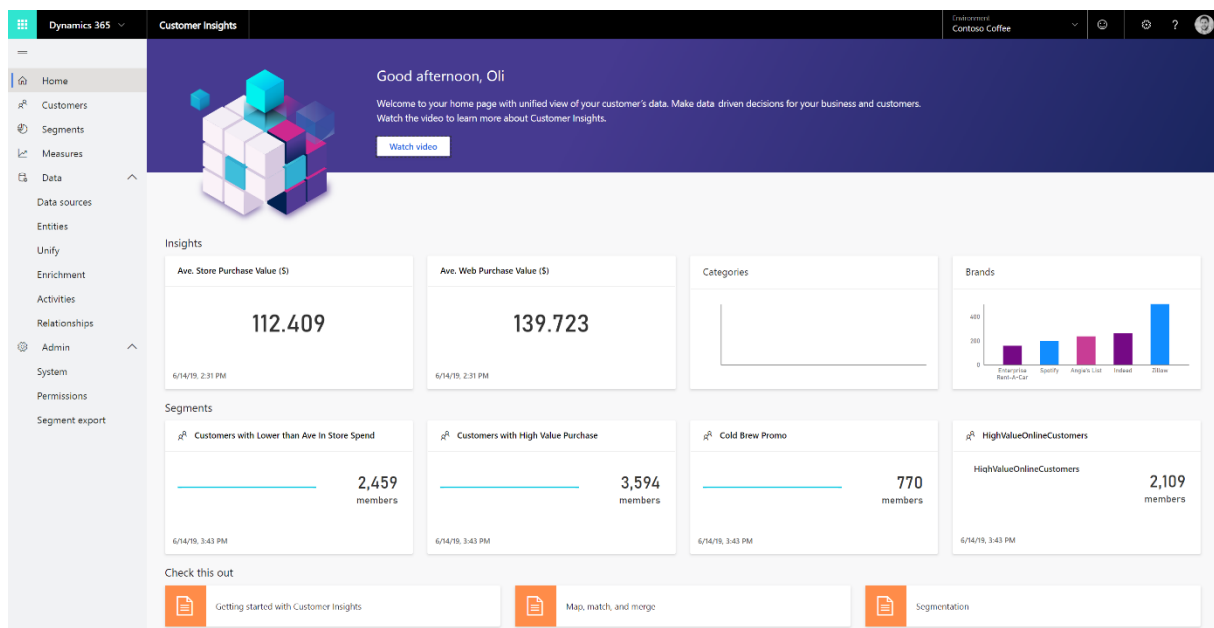 Dynamics 365
Customer Insights
Environment
Contoso Coffee
?
Home
Customers
Segments
Measures
Data
Data sources
Entities
Unify
Enrichment
Activities
Relationships
Admin
System
Permissions
Segment export
Good afternoon, Oli
Welcome to your home page with unified view of your customer's data. Make data driven decisions for your business and customers.
Watch the video to learn more about Customer Insights.
Watch video
Insights
Ave. Store Purchase Value ($)
112.409
6/14/19, 2:31 PM
Ave. Web Purchase Value ($)
139.723
6/14/19, 2:31 PM
Categories
Brands
400
200
0
Enterprise
Rent-A-Car
Spotify
Angie's List
Indeed
Zillow
Segments
Customers with Lower than Ave In Store Spend
2,459
members
6/14/19, 3:43 PM
Customers with High Value Purchase
3,594
members
6/14/19, 3:43 PM
Cold Brew Promo
770
members
6/14/19, 3:43 PM
HighValueOnlineCustomers
HighValueOnlineCustomers
2,109
members
6/14/19, 3:43 PM
Check this out
Getting started with Customer Insights
Map, match, and merge
Segmentation